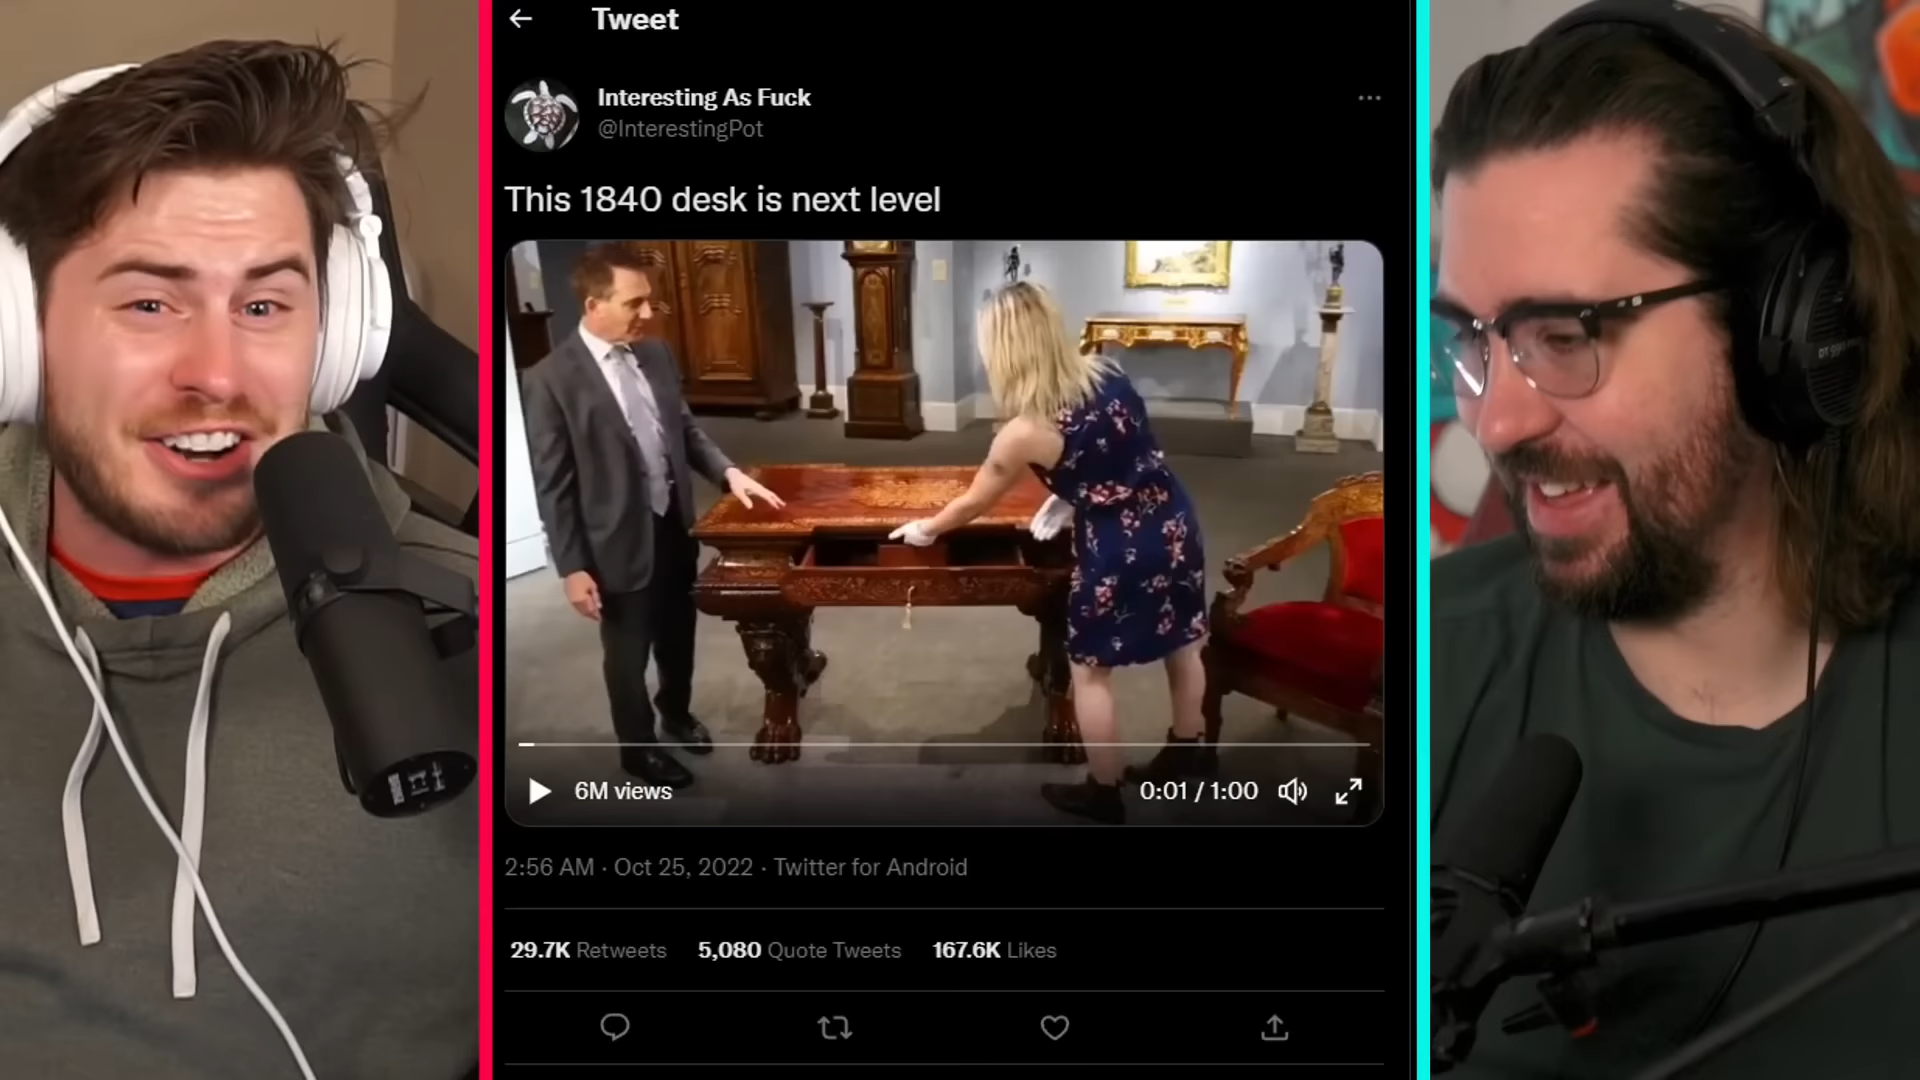 Tweet
Interesting As Fuck
@InterestingPot
This 1840 desk is next level
6M views
0:01 / 1:00
2:56 AM · Oct 25, 2022 · Twitter for Android
29.7K Retweets 5,080 Quote Tweets 167.6K Likes